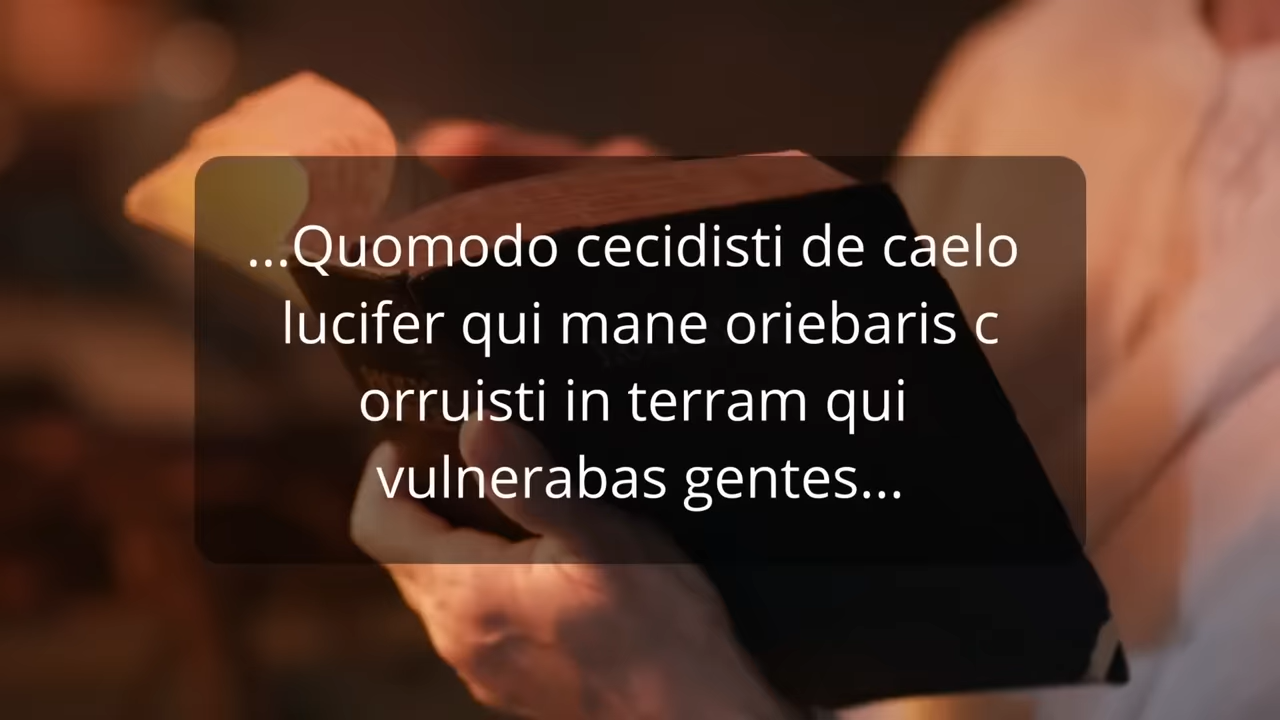 ...Quomodo cecidisti de caelo
lucifer qui mane oriebaris c
orruisti in terram qui
vulnerabas gentes...